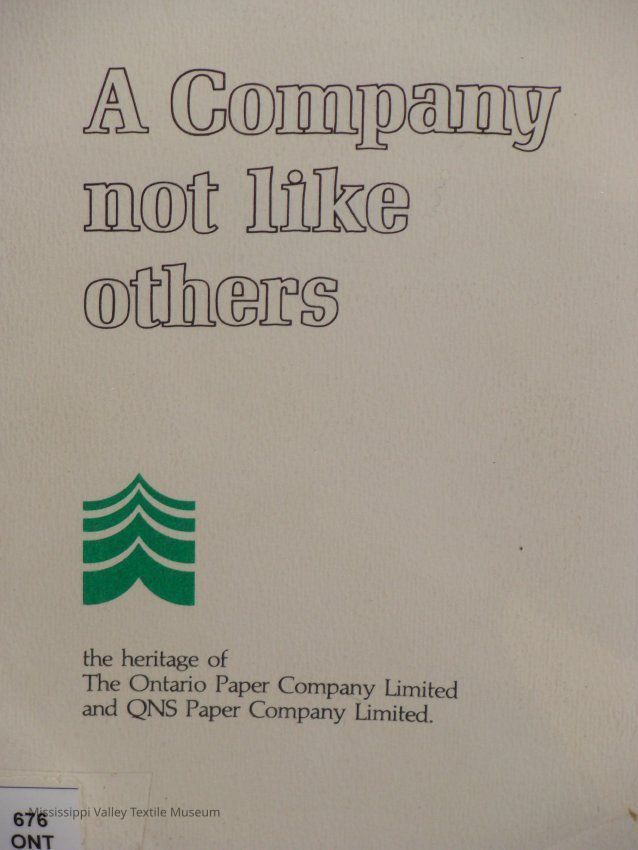 A Company
not like
others
the heritage of
The Ontario Paper Company Limited
and QNS Paper Company Limited.
Mississippi Valley Textile Museum
676
ONT